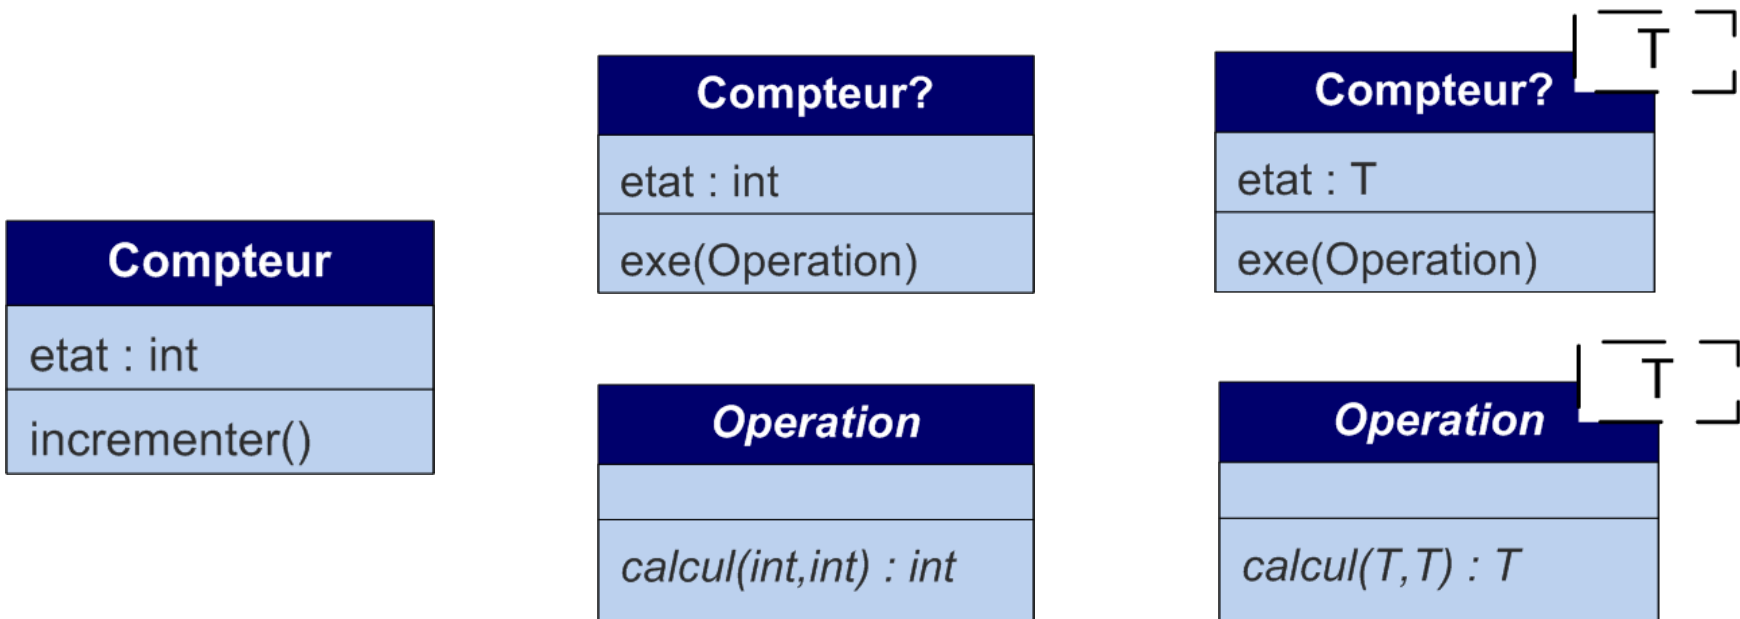 Compteur
etat : int
incrementer()
Compteur?
etat : int
exe(Operation)
Operation
calcul(int,int) : int
T
Compteur?
etat : T
exe(Operation)
T
Operation
calcul(T,T) : T